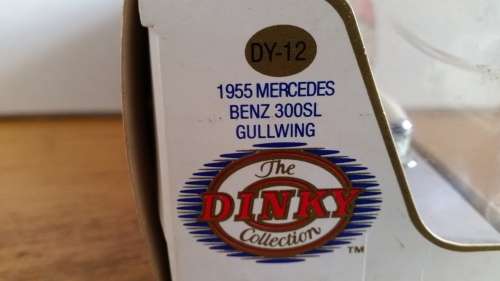 DY-12
1955 MERCEDES
BENZ 300SL
GULLWING
The
DINKY
Collection
TM